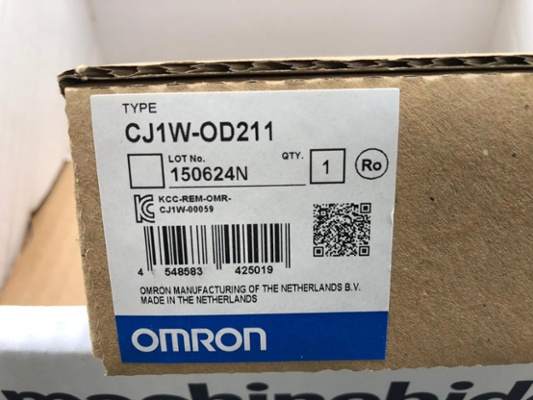 TYPE
CJ1W-OD211
LOT No. QTY.
150624N 1 Ro
KCC-REM-OMR-
CJ1W-00059
4 548583 425019
OMRON MANUFACTURING OF THE NETHERLANDS B.V.
MADE IN THE NETHERLANDS
OMRON